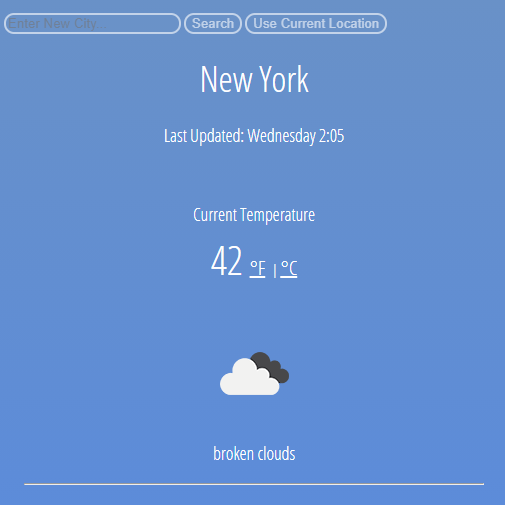 Enter New City Search Use Current Location
New York
Last Updated: Wednesday 2:05
Current Temperature
42 °F | °C
broken clouds